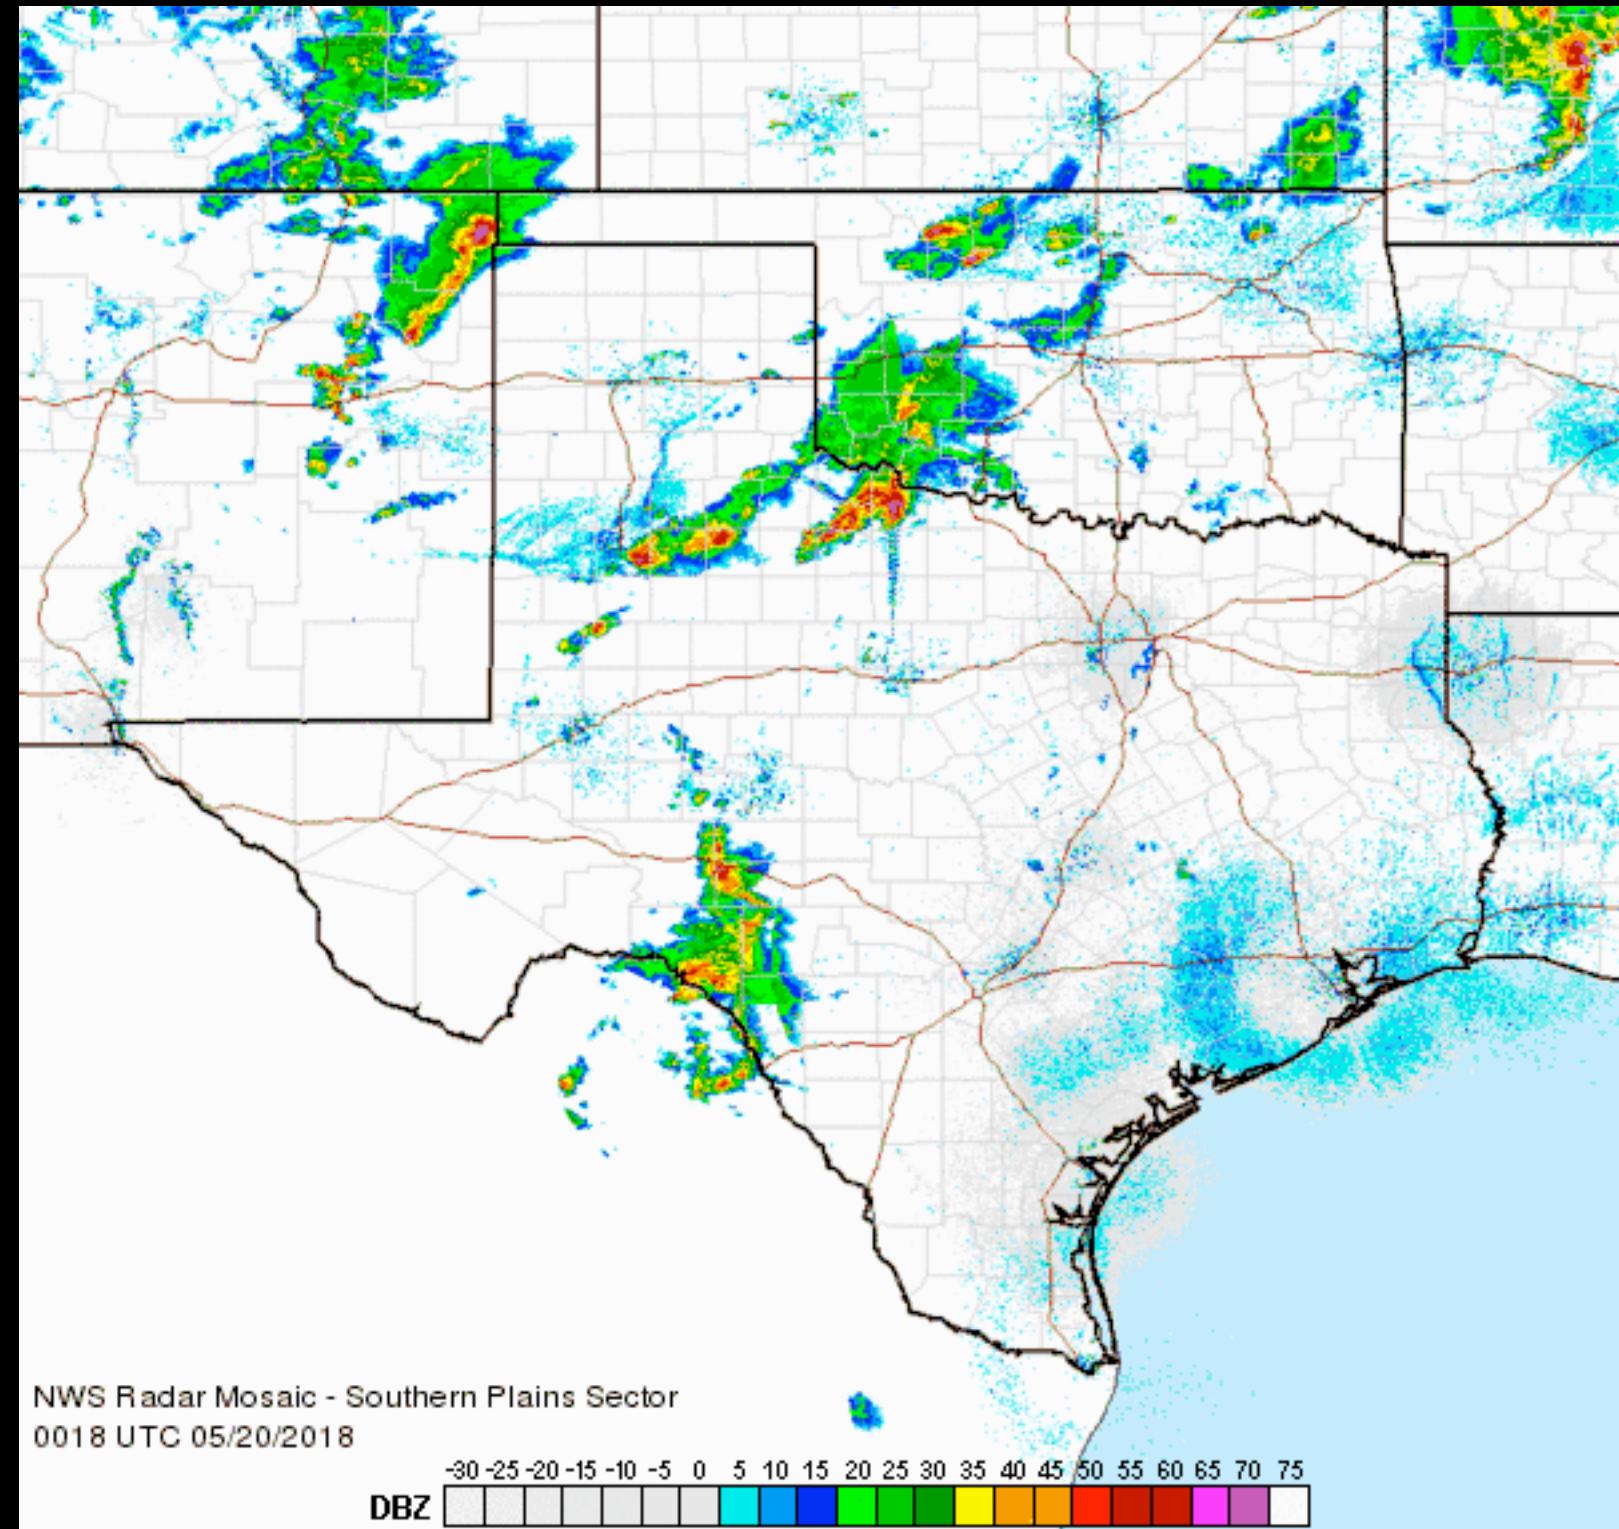 NWS Radar Mosaic - Southern Plains Sector
0018 UTC 05/20/2018
-30 -25 -20 -15 -10 -5 0 5 10 15 20 25 30 35 40 45 50 55 60 65 70 75
DBZ